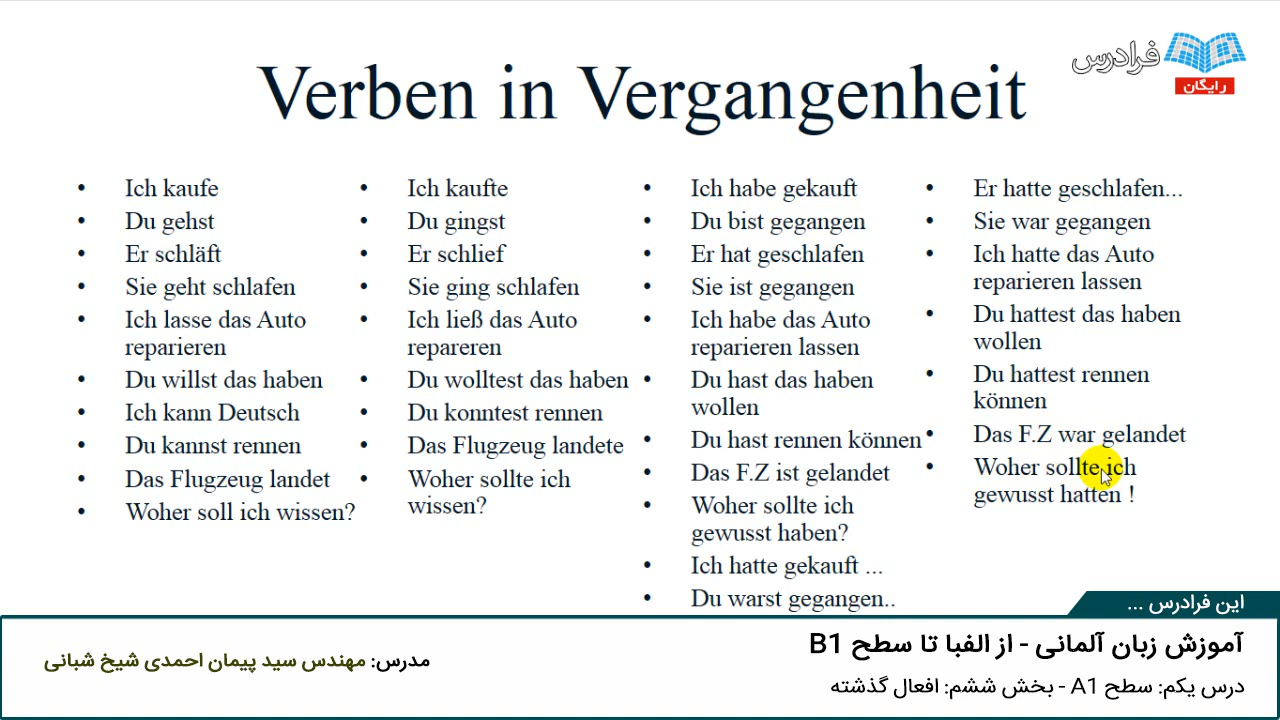 فرادرس
رایگان
Verben in Vergangenheit
• Ich kaufe
• Du gehst
• Er schläft
• Sie geht schlafen
• Ich lasse das Auto
reparieren
• Du willst das haben
• Ich kann Deutsch
• Du kannst rennen
• Das Flugzeug landet
• Woher soll ich wissen?
• Ich kaufte
• Du gingst
• Er schlief
• Sie ging schlafen
• Ich ließ das Auto
repareren
• Du wolltest das haben
• Du konntest rennen
• Das Flugzeug landete
• Woher sollte ich
wissen?
• Ich habe gekauft
• Du bist gegangen
• Er hat geschlafen
• Sie ist gegangen
• Ich habe das Auto
reparieren lassen
• Du hast das haben
wollen
• Du hast rennen können
• Das F.Z ist gelandet
• Woher sollte ich
gewusst haben?
• Ich hatte gekauft ...
• Du warst gegangen..
• Er hatte geschlafen...
• Sie war gegangen
• Ich hatte das Auto
reparieren lassen
• Du hattest das haben
wollen
• Du hattest rennen
können
• Das F.Z war gelandet
• Woher sollte ich
gewusst hatten !
این فرادرس ...
آموزش زبان آلمانی - از الفبا تا سطح B1
درس یکم: سطح A1 - بخش ششم: افعال گذشته
مدرس: مهندس سید پیمان احمدی شیخ شبانی